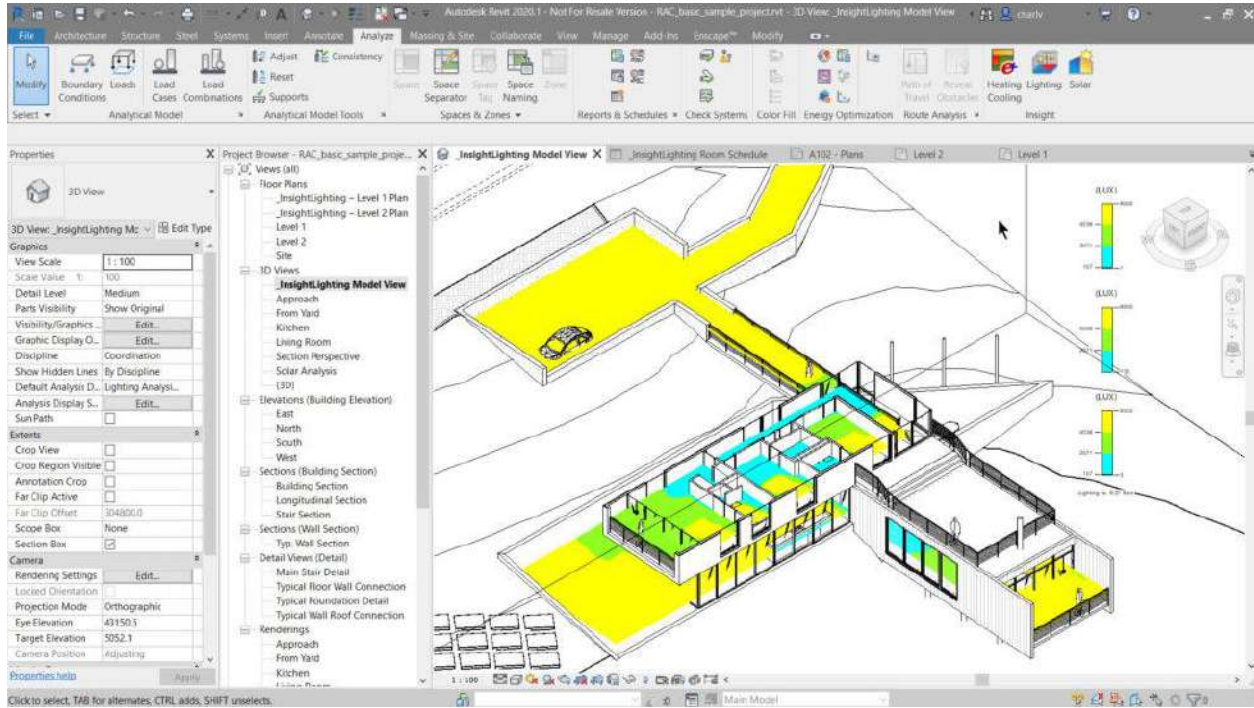 Autodesk Revit 2020.1 - Not For Resale Version - RAC_basic_sample_project.rvt - 3D View: _InsightLighting Model View
charlv
File Architecture Structure Steel Systems Insert Annotate Analyze Massing & Site Collaborate View Manage Add-Ins Enscape™ Modify
Modify
Boundary Conditions
Loads
Load Cases
Load Combinations
Adjust
Reset
Supports
Consistency
Space
Space Separator
Space Tag
Space Naming
Zone
Path of Travel
Reveal Obstacles
Heating Cooling
Lighting
Solar
Select Analytical Model Analytical Model Tools Spaces & Zones Reports & Schedules Check Systems Color Fill Energy Optimization Route Analysis Insight
Properties
3D View
3D View: _InsightLighting Mc Edit Type
Graphics
View Scale 1 : 100
Scale Value 1: 100
Detail Level Medium
Parts Visibility Show Original
Visibility/Graphics ... Edit...
Graphic Display O... Edit...
Discipline Coordination
Show Hidden Lines By Discipline
Default Analysis D... Lighting Analysi...
Analysis Display S... Edit...
Sun Path
Extents
Crop View
Crop Region Visible
Annotation Crop
Far Clip Active
Far Clip Offset 304800.0
Scope Box None
Section Box
Camera
Rendering Settings Edit...
Locked Orientation
Projection Mode Orthographic
Eye Elevation 43150.5
Target Elevation 5052.1
Camera Position Adjusting
Properties help Apply
Project Browser - RAC_basic_sample_proje...
Views (all)
Floor Plans
_InsightLighting - Level 1 Plan
_InsightLighting - Level 2 Plan
Level 1
Level 2
Site
3D Views
_InsightLighting Model View
Approach
From Yard
Kitchen
Living Room
Section Perspective
Solar Analysis
{3D}
Elevations (Building Elevation)
East
North
South
West
Sections (Building Section)
Building Section
Longitudinal Section
Stair Section
Sections (Wall Section)
Typ. Wall Section
Detail Views (Detail)
Main Stair Detail
Typical Floor Wall Connection
Typical Foundation Detail
Typical Wall Roof Connection
Renderings
Approach
From Yard
Kitchen
Living Room
_InsightLighting Model View _InsightLighting Room Schedule A102 - Plans Level 2 Level 1
(LUX)
(LUX)
(LUX)
1 : 100
Click to select, TAB for alternates, CTRL adds, SHIFT unselects.
Main Model